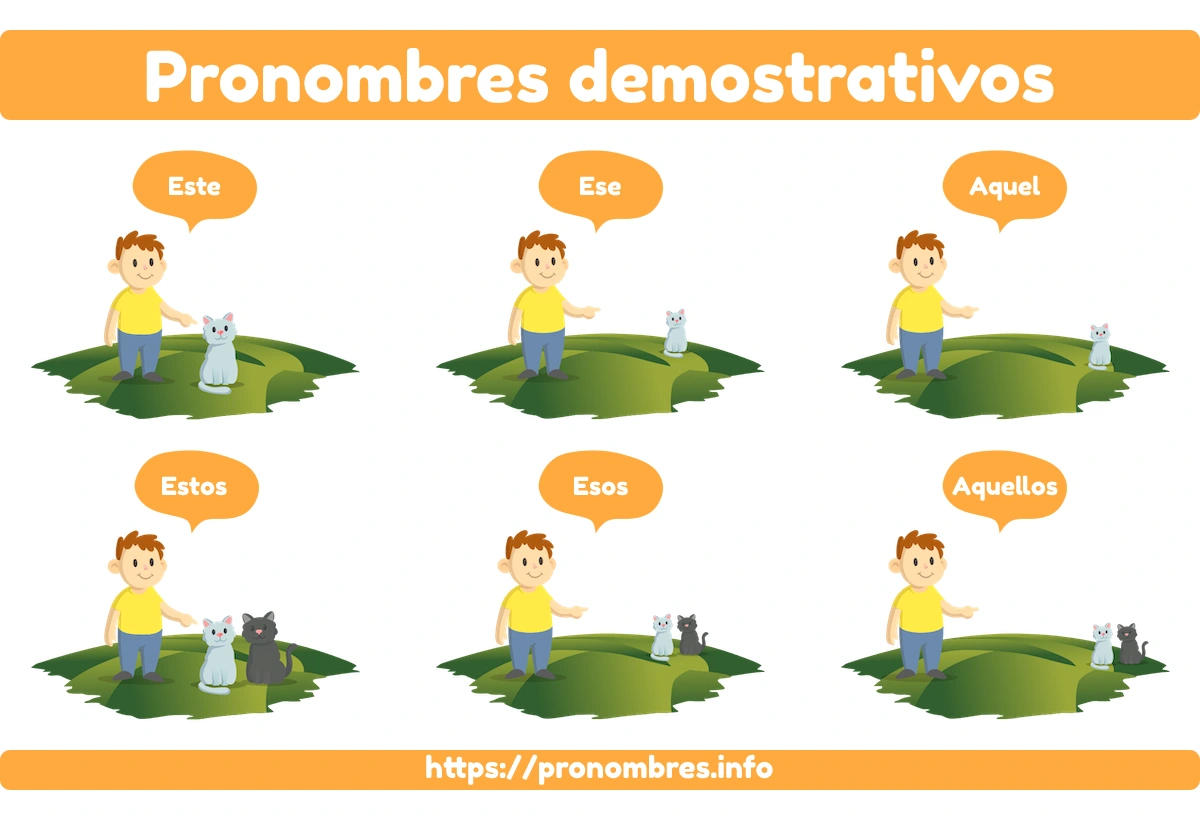 Pronombres demostrativos
Este
Ese
Aquel
Estos
Esos
Aquellos
https://pronombres.info